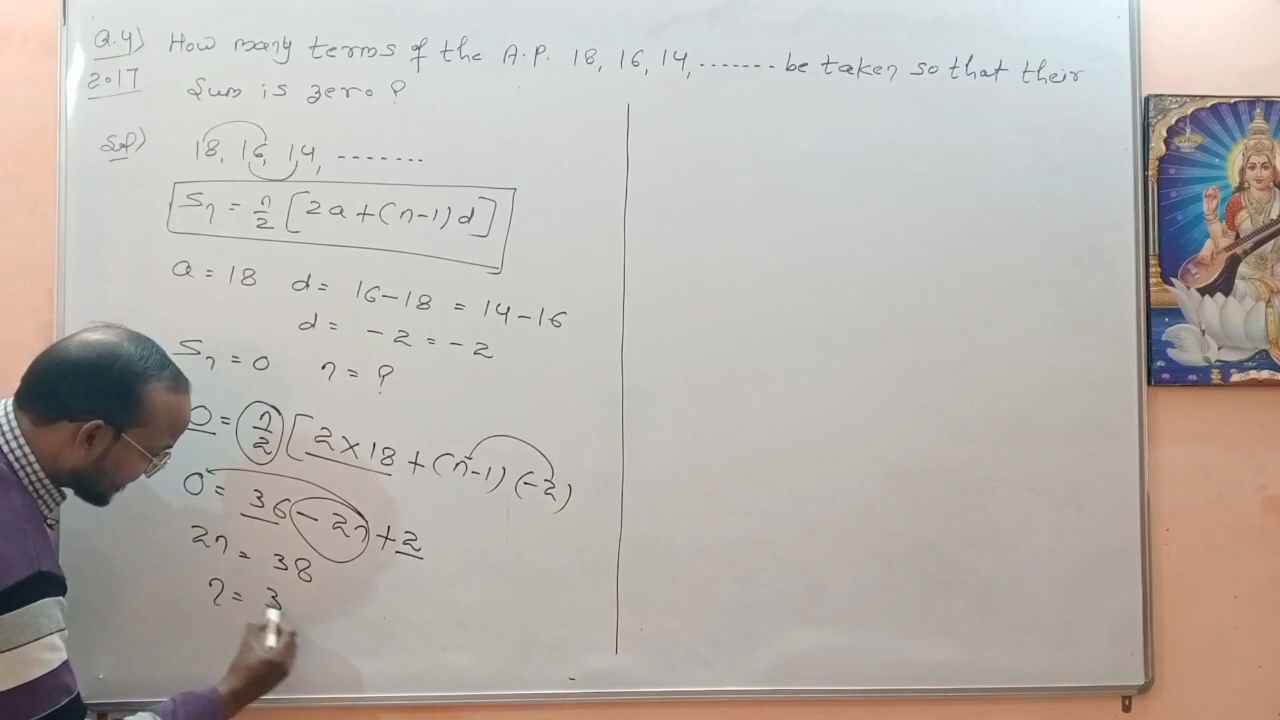 Q.4) How many terms of the A.P. 18, 16, 14, ....... be taken so that their
2017 Sum is zero ?
Sol) 18, 16, 14, -------
Sn = n/2 [2a+(n-1)d]
a = 18 d = 16-18 = 14-16
d = -2 = -2
Sn = 0 n = ?
0 = n/2 [2×18+(n-1)(-2)
0 = 36 - 2n + 2
2n = 38
n = 3